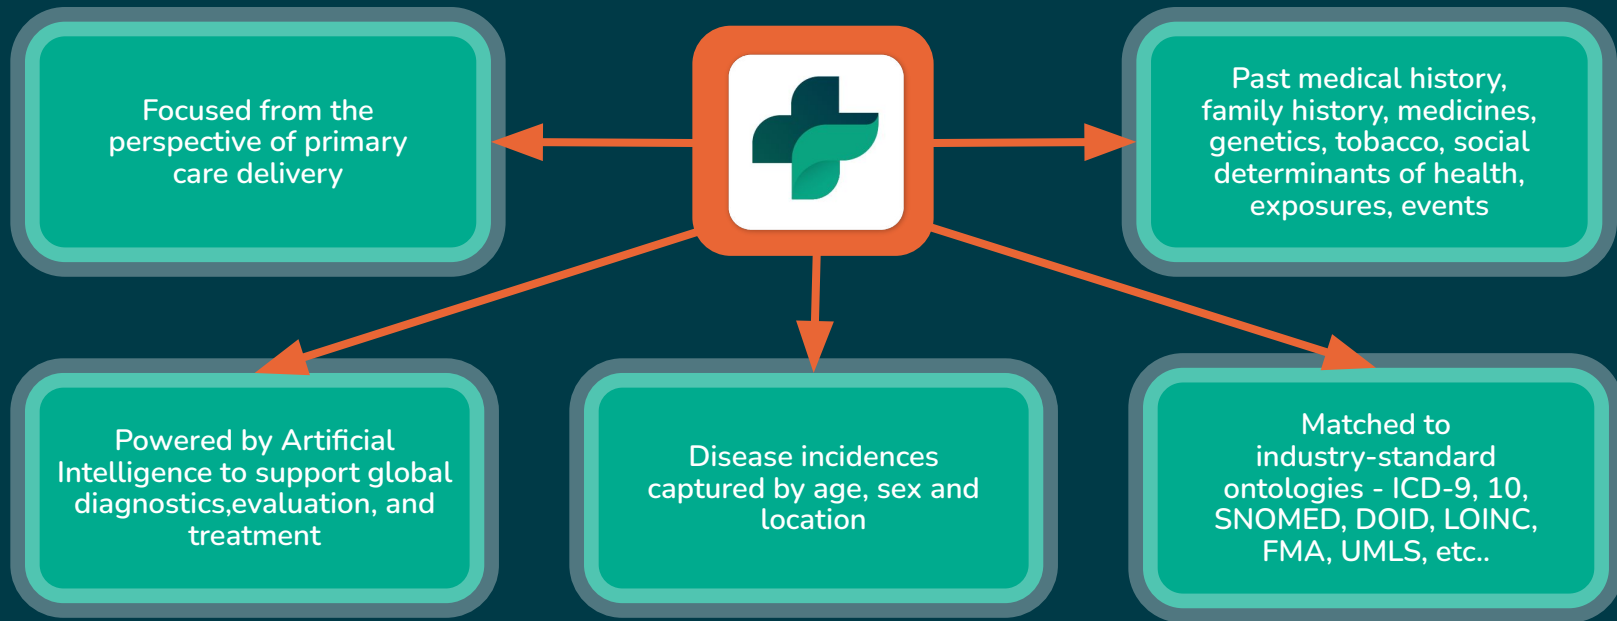 Focused from the
perspective of primary
care delivery
Past medical history,
family history, medicines,
genetics, tobacco, social
determinants of health,
exposures, events
Powered by Artificial
Intelligence to support global
diagnostics,evaluation, and
treatment
Disease incidences
captured by age, sex and
location
Matched to
industry-standard
ontologies - ICD-9, 10,
SNOMED, DOID, LOINC,
FMA, UMLS, etc..